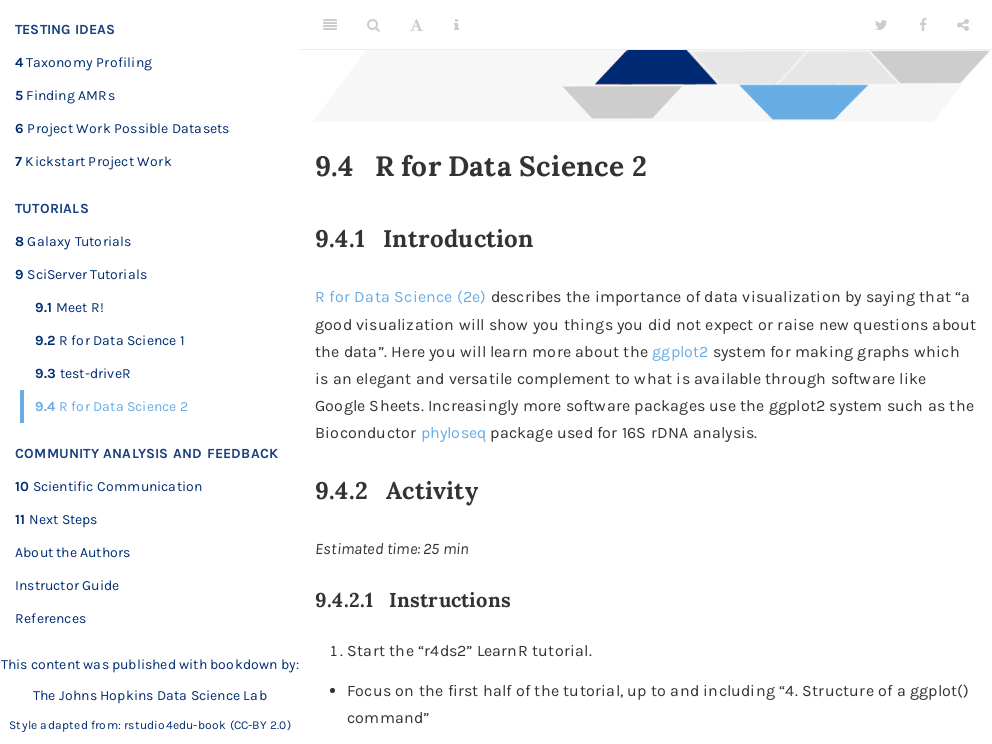 TESTING IDEAS
4 Taxonomy Profiling
5 Finding AMRs
6 Project Work Possible Datasets
7 Kickstart Project Work
TUTORIALS
8 Galaxy Tutorials
9 SciServer Tutorials
9.1 Meet R!
9.2 R for Data Science 1
9.3 test-driveR
9.4 R for Data Science 2
COMMUNITY ANALYSIS AND FEEDBACK
10 Scientific Communication
11 Next Steps
About the Authors
Instructor Guide
References
This content was published with bookdown by:
The Johns Hopkins Data Science Lab
Style adapted from: rstudio4edu-book (CC-BY 2.0)
9.4 R for Data Science 2
9.4.1 Introduction
R for Data Science (2e) describes the importance of data visualization by saying that “a
good visualization will show you things you did not expect or raise new questions about
the data”. Here you will learn more about the ggplot2 system for making graphs which
is an elegant and versatile complement to what is available through software like
Google Sheets. Increasingly more software packages use the ggplot2 system such as the
Bioconductor phyloseq package used for 16S rDNA analysis.
9.4.2 Activity
Estimated time: 25 min
9.4.2.1 Instructions
1. Start the “r4ds2” LearnR tutorial.
• Focus on the first half of the tutorial, up to and including “4. Structure of a ggplot()
command”